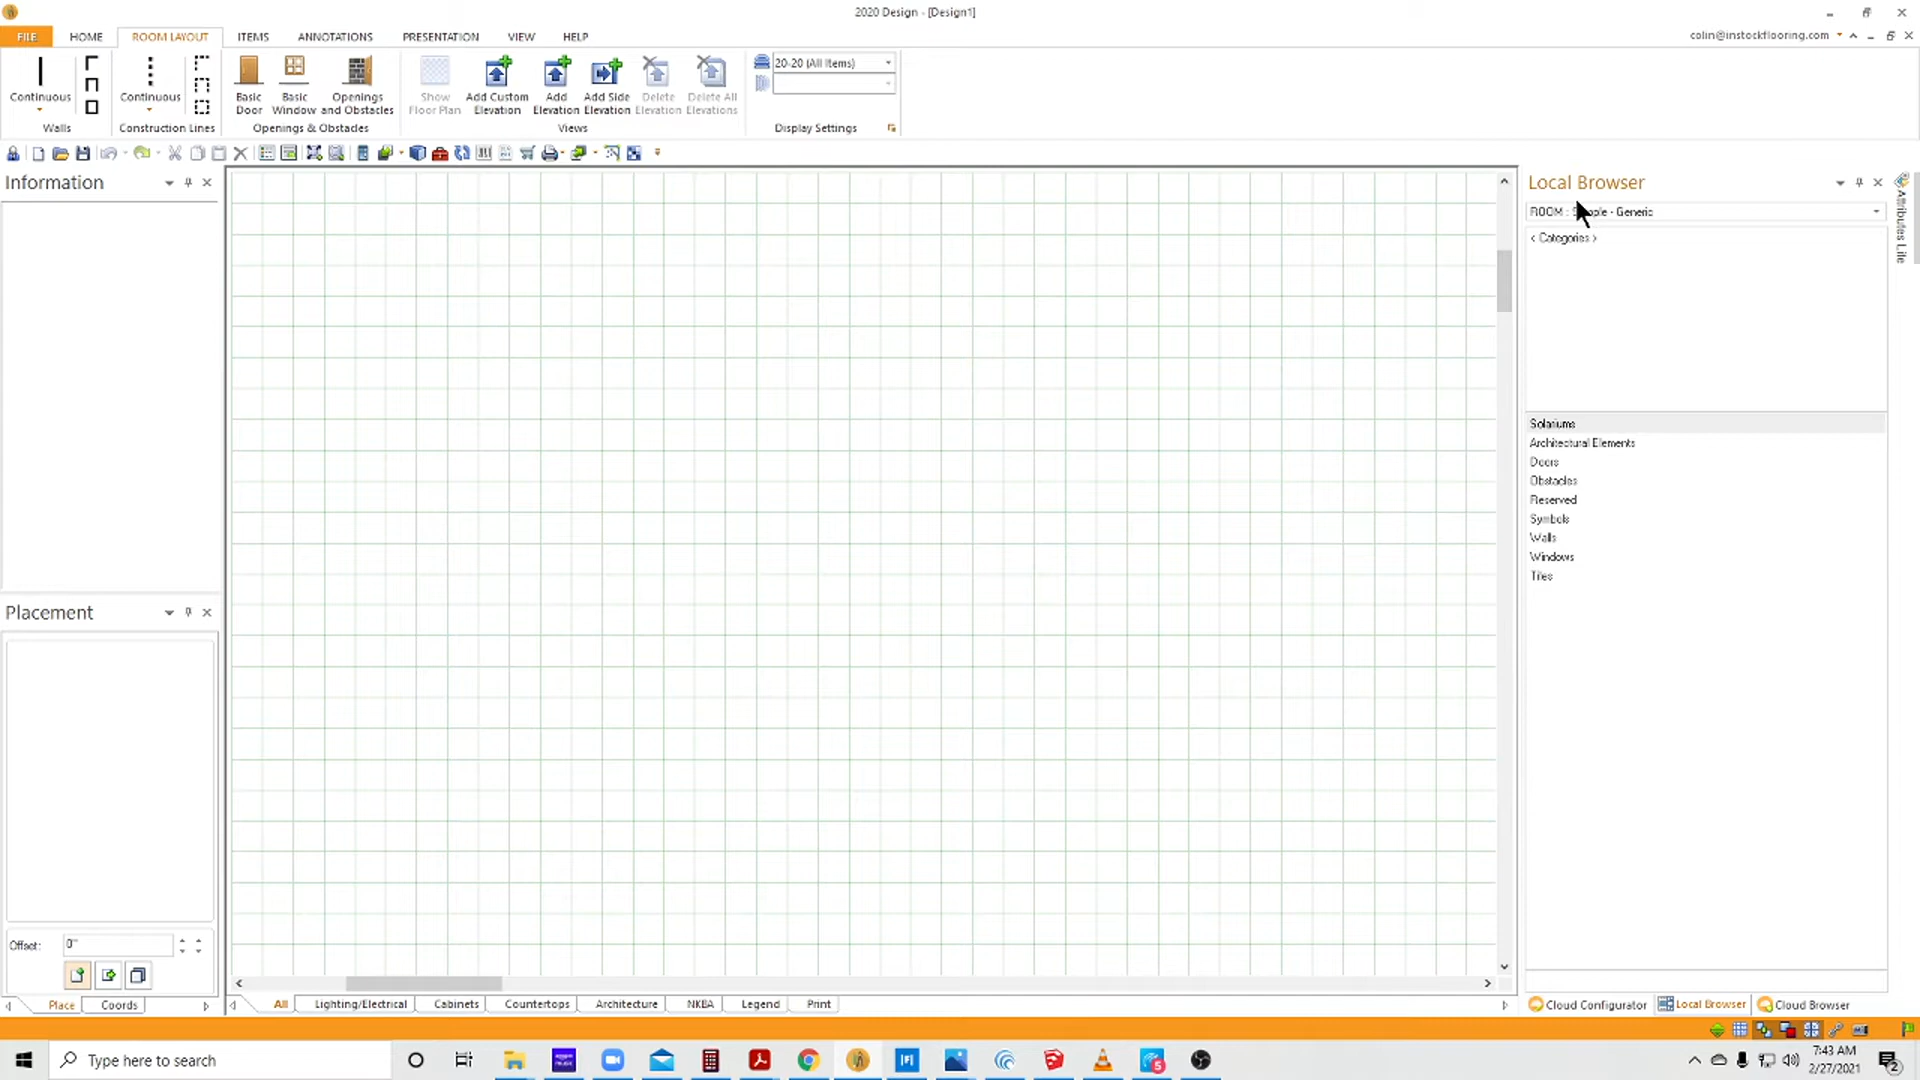 2020 Design - [Design1]
FILE HOME ROOM LAYOUT ITEMS ANNOTATIONS PRESENTATION VIEW HELP
colin@instockflooring.com
Continuous
Walls
Continuous
Construction Lines
Basic Door
Basic Window
Openings and Obstacles
Openings & Obstacles
Show Floor Plan
Add Custom Elevation
Add Elevation
Add Side Elevation
Delete Elevation
Delete All Elevations
Views
20-20 (All Items)
Display Settings
Information
Placement
Offset: 0"
Place Coords
All Lighting/Electrical Cabinets Countertops Architecture NKBA Legend Print
Local Browser
ROOM : - Generic
< Categories >
Solariums
Architectural Elements
Doors
Obstacles
Reserved
Symbols
Walls
Windows
Tiles
Attributes Lite
Cloud Configurator Local Browser Cloud Browser
Type here to search
5
7:43 AM
2/27/2021
2